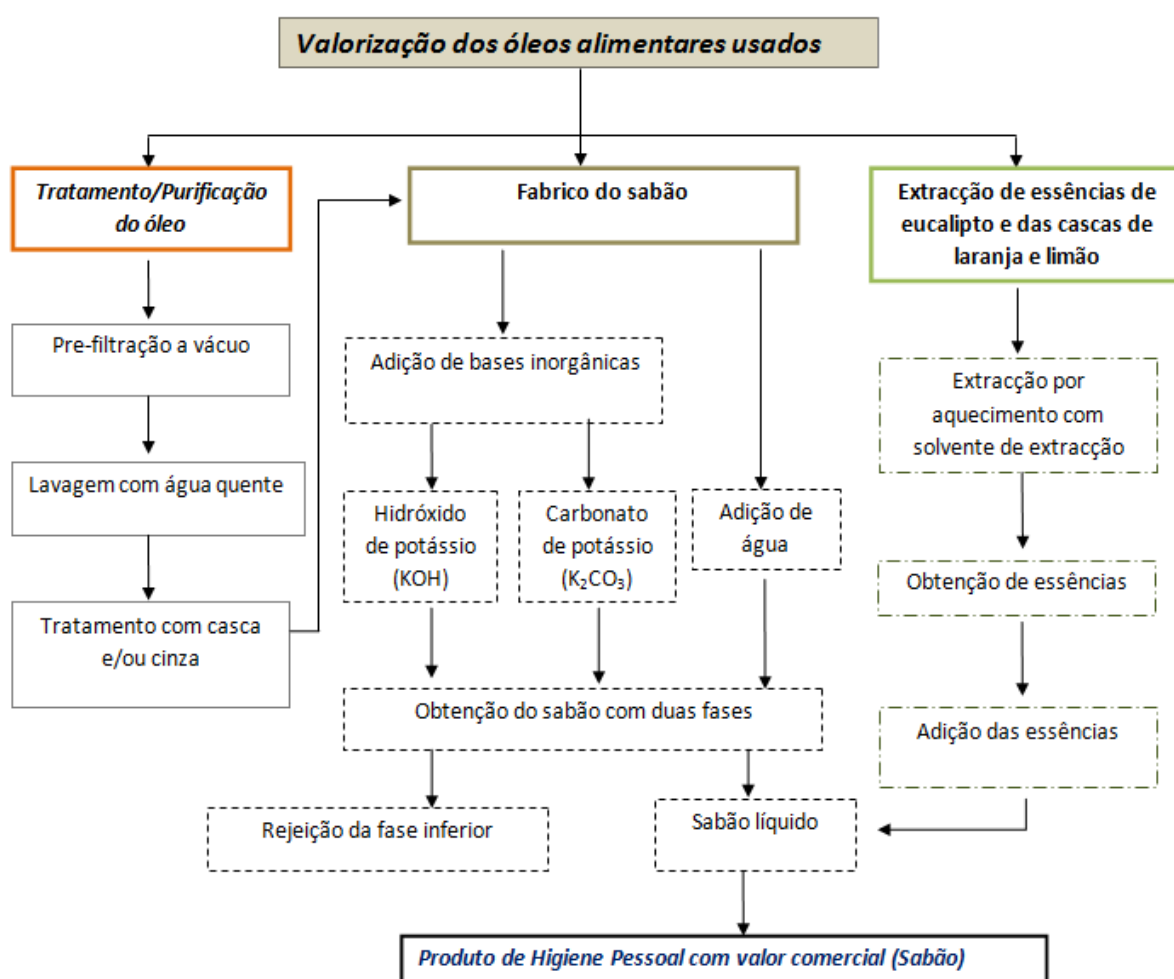 Valorização dos óleos alimentares usados
Tratamento/Purificação
do óleo
Fabrico do sabão
Extracção de essências de
eucalipto e das cascas de
laranja e limão
Pre-filtração a vácuo
Adição de bases inorgânicas
Extracção por
aquecimento com
solvente de extracção
Lavagem com água quente
Hidróxido
de potássio
(KOH)
Carbonato
de potássio
(K₂CO₃)
Adição de
água
Obtenção de essências
Tratamento com casca
e/ou cinza
Obtenção do sabão com duas fases
Adição das essências
Rejeição da fase inferior
Sabão líquido
Produto de Higiene Pessoal com valor comercial (Sabão)